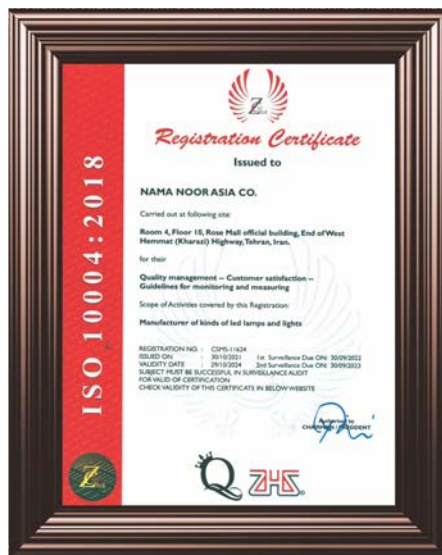 Registration Certificate
Issued to
NAMA NOOR ASIA CO.
Carried out at following site:
Room 4, Floor 10, Rose Mall official building, End of West
Hemmat (Kharazi) Highway, Tehran, Iran.
for their
Quality management -- Customer satisfaction --
Guidelines for monitoring and measuring
Scope of Activities covered by this Registration:
Manufacturer of kinds of led lamps and lights
REGISTRATION NO. : CSMS-11624
ISSUED ON : 30/10/2021 1st Surveillance Due ON: 30/09/2022
VALIDITY DATE : 29/10/2024 2nd Surveillance Due ON: 30/09/2023
SUBJECT MUST BE SUCCESSFUL IN SURVEILANCE AUDIT
FOR VALID OF CERTIFICATION
CHECK VALIDITY OF THIS CERTIFICATE IN BELOW WEBSITE
Authorized by
CHAIRMAN / PRESIDENT
ISO 10004:2018
Q
ZHC